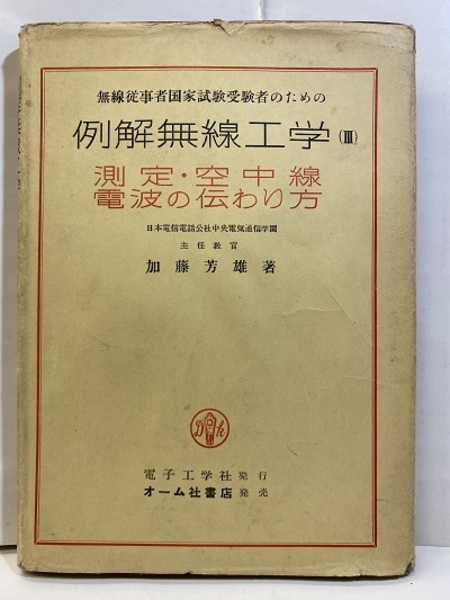 無線従事者国家試験受験者のための
例解無線工学(Ⅲ)
測定・空中線
電波の伝わり方
日本電信電話公社中央電気通信学園
主任教官
加藤芳雄著
電子工学社発行
オーム社書店発売